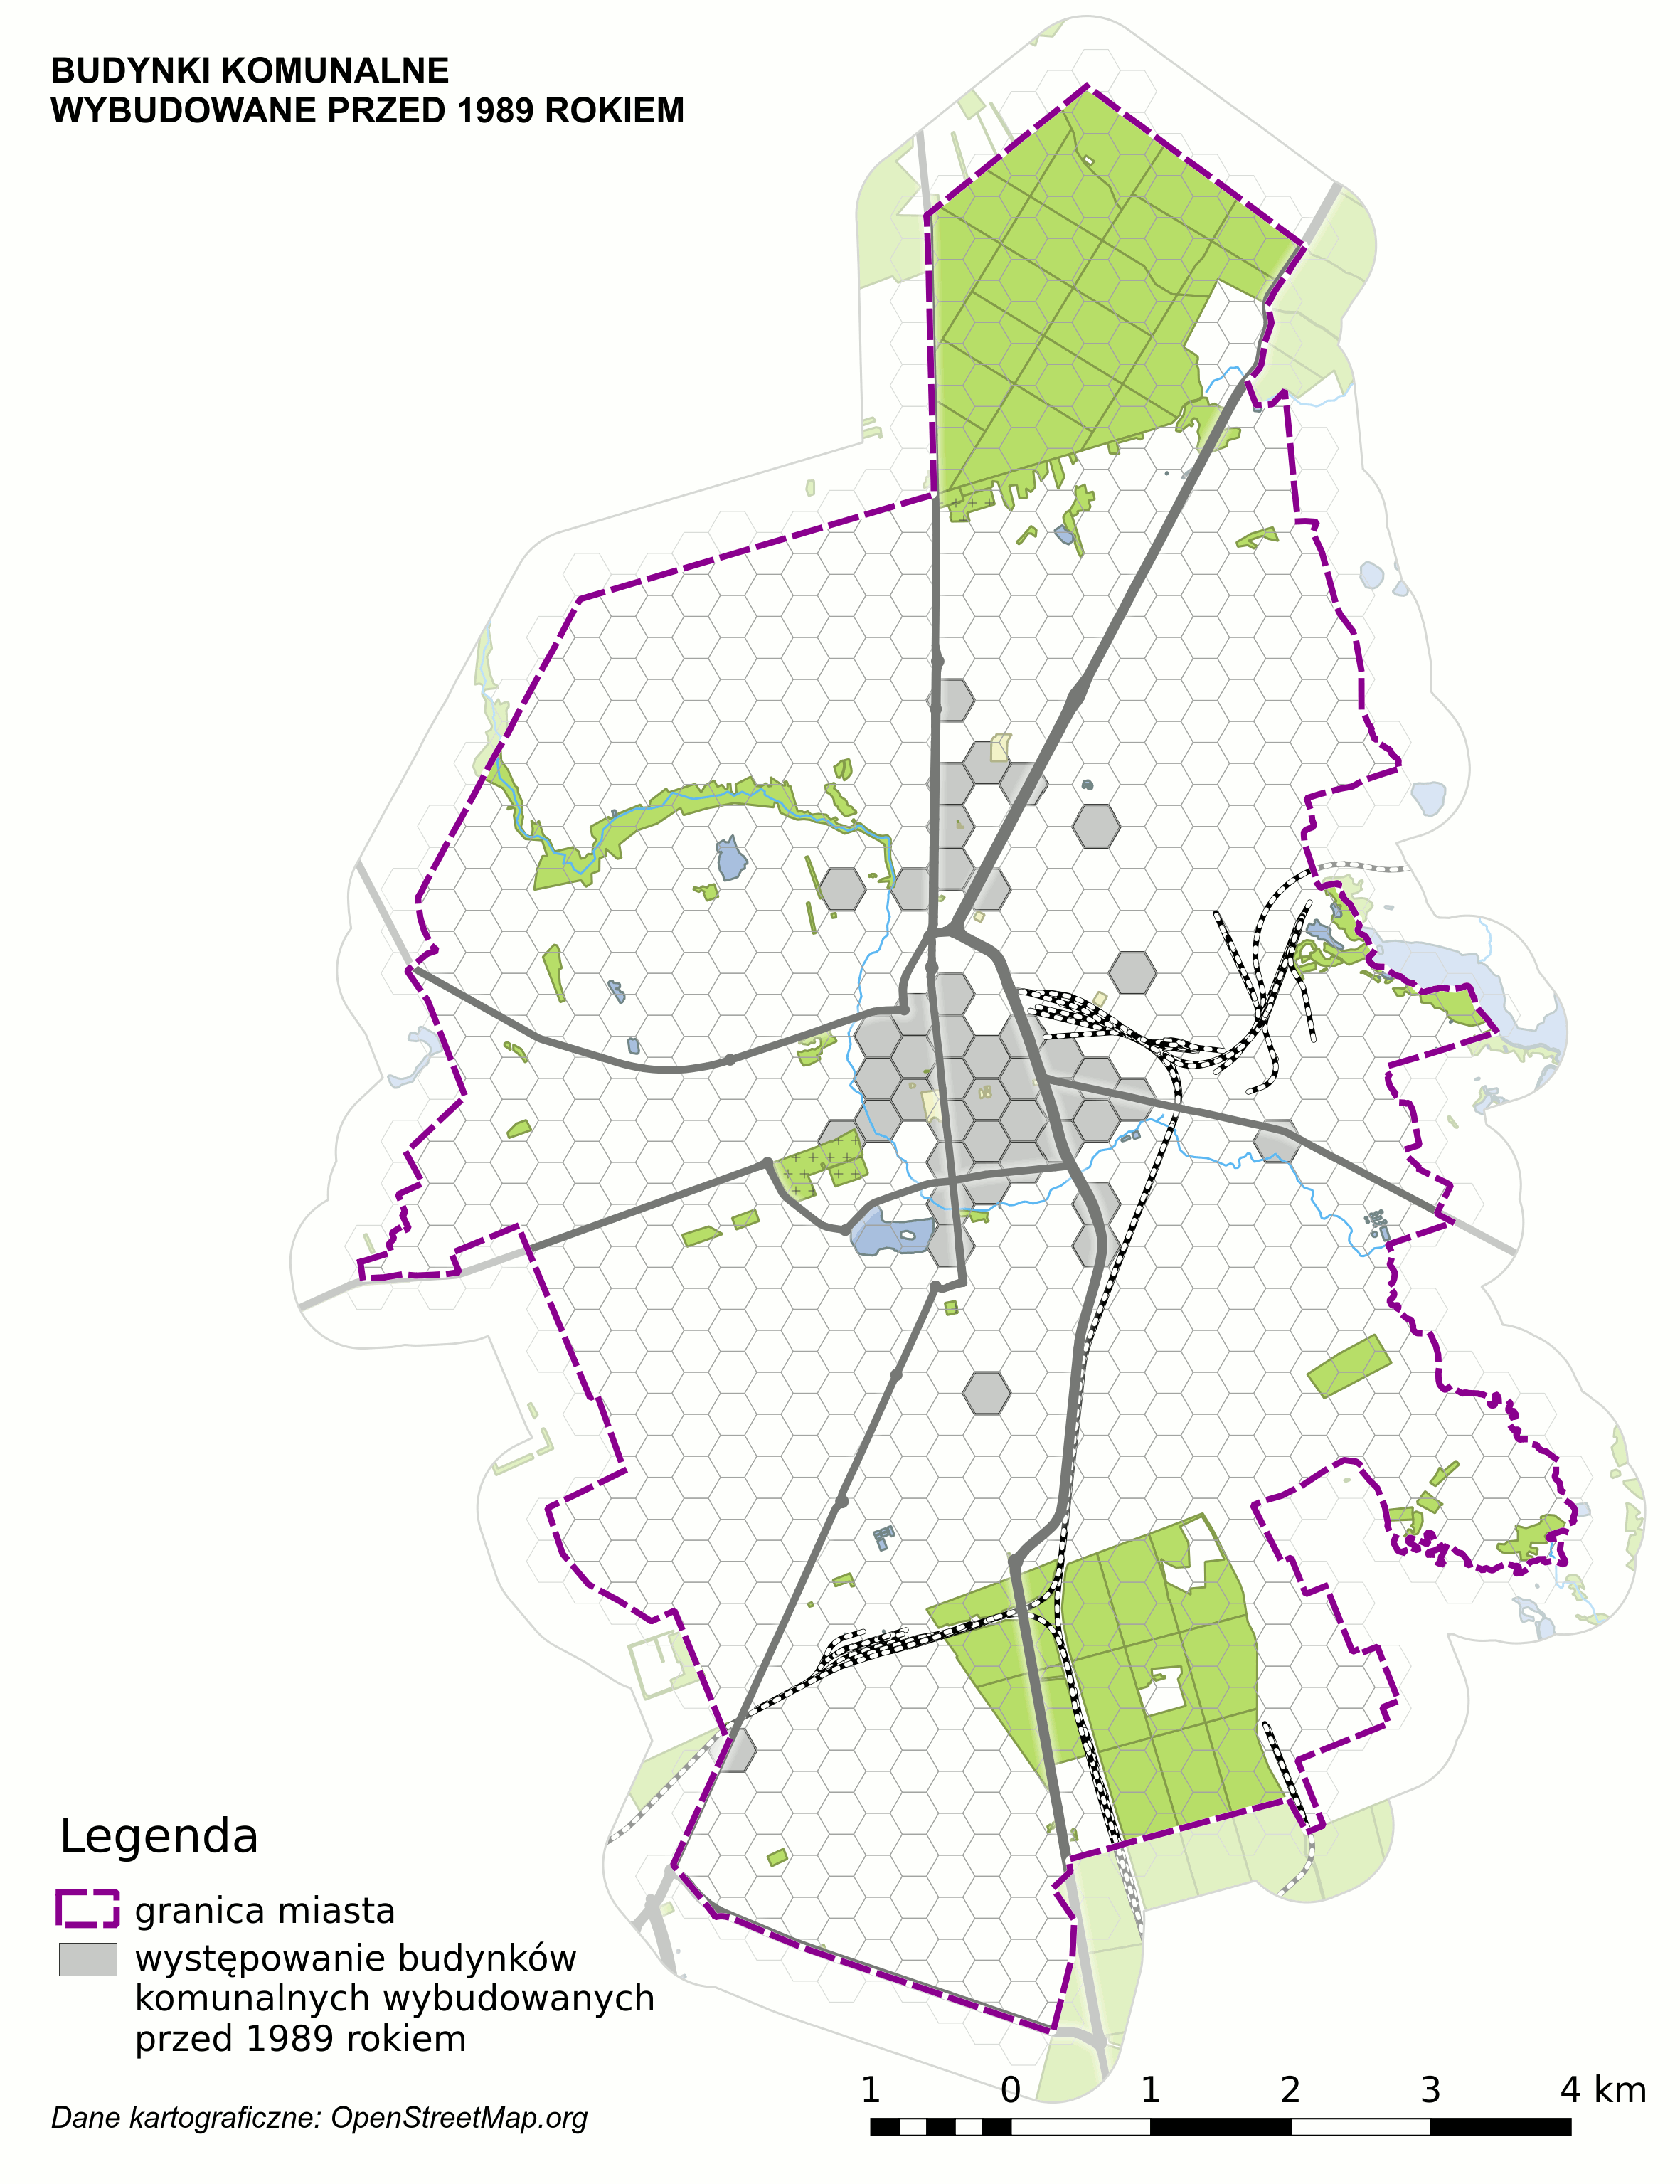 BUDYNKI KOMUNALNE
WYBUDOWANE PRZED 1989 ROKIEM
Legenda
granica miasta
występowanie budynków
komunalnych wybudowanych
przed 1989 rokiem
Dane kartograficzne: OpenStreetMap.org
1 0 1 2 3 4 km